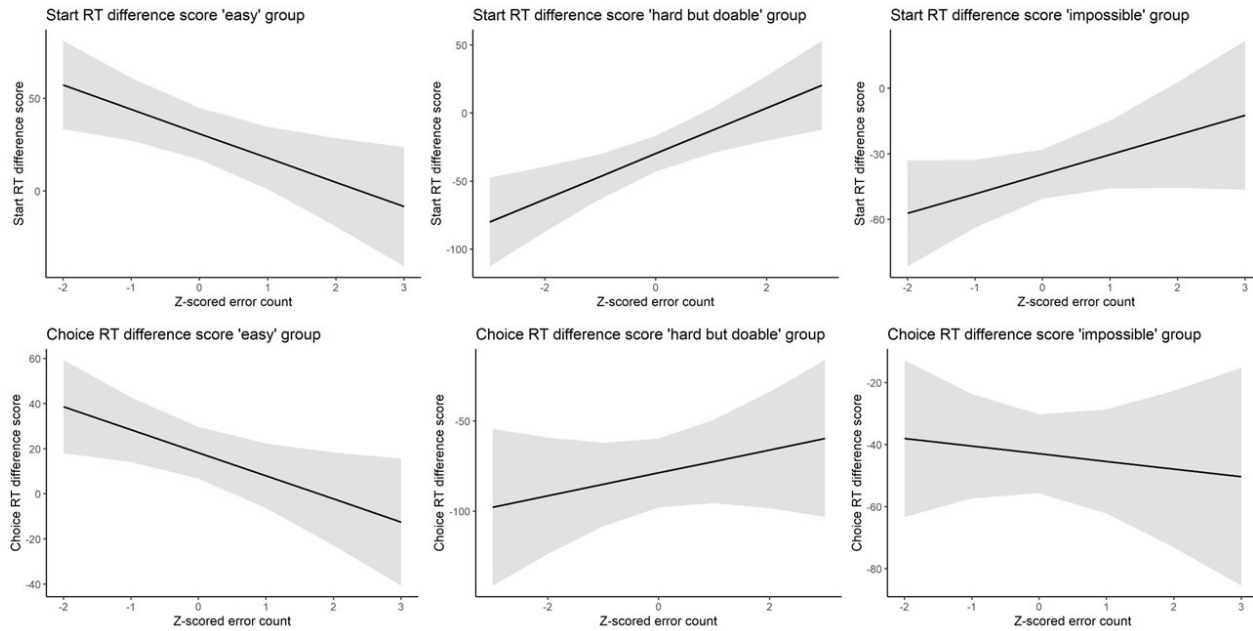 Start RT difference score 'easy' group
Start RT difference score
50
0
-2 -1 0 1 2 3
Z-scored error count
Start RT difference score 'hard but doable' group
Start RT difference score
50
0
-50
-100
-2 0 2
Z-scored error count
Start RT difference score 'impossible' group
Start RT difference score
0
-30
-60
-2 -1 0 1 2 3
Z-scored error count
Choice RT difference score 'easy' group
Choice RT difference score
60
40
20
0
-20
-40
-2 -1 0 1 2 3
Z-scored error count
Choice RT difference score 'hard but doable' group
Choice RT difference score
-50
-100
-2 0 2
Z-scored error count
Choice RT difference score 'impossible' group
Choice RT difference score
-20
-40
-60
-80
-2 -1 0 1 2 3
Z-scored error count